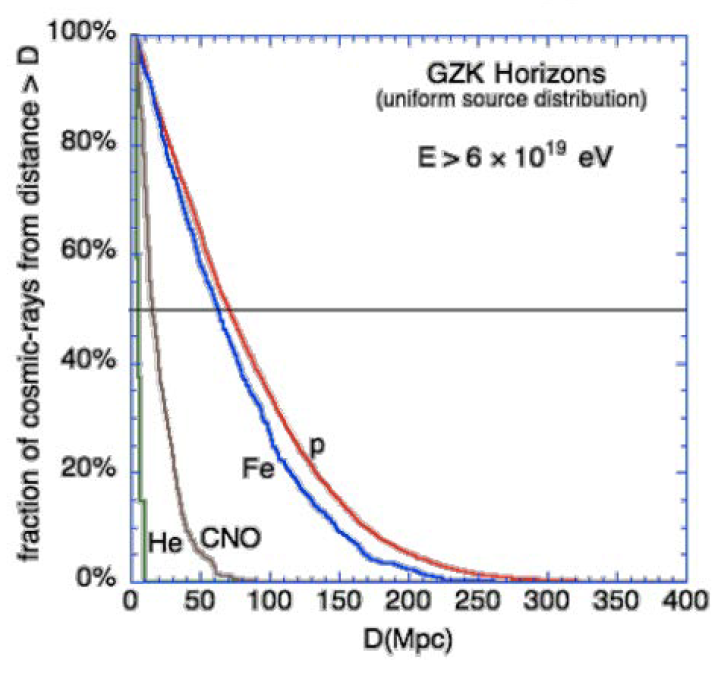 GZK Horizons
(uniform source distribution)
E > 6 × 10¹⁹ eV
fraction of cosmic-rays from distance > D
100%
80%
60%
40%
20%
0%
p
Fe
He
CNO
0 50 100 150 200 250 300 350 400
D(Mpc)